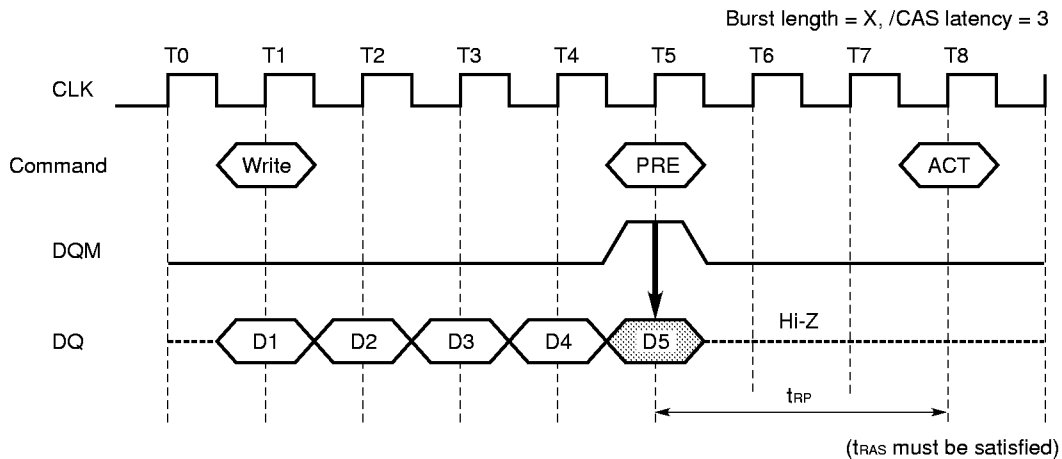 Burst length = X, /CAS latency = 3
T0 T1 T2 T3 T4 T5 T6 T7 T8
CLK
Command Write PRE ACT
DQM
DQ D1 D2 D3 D4 D5 Hi-Z
tRP
(tRAS must be satisfied)